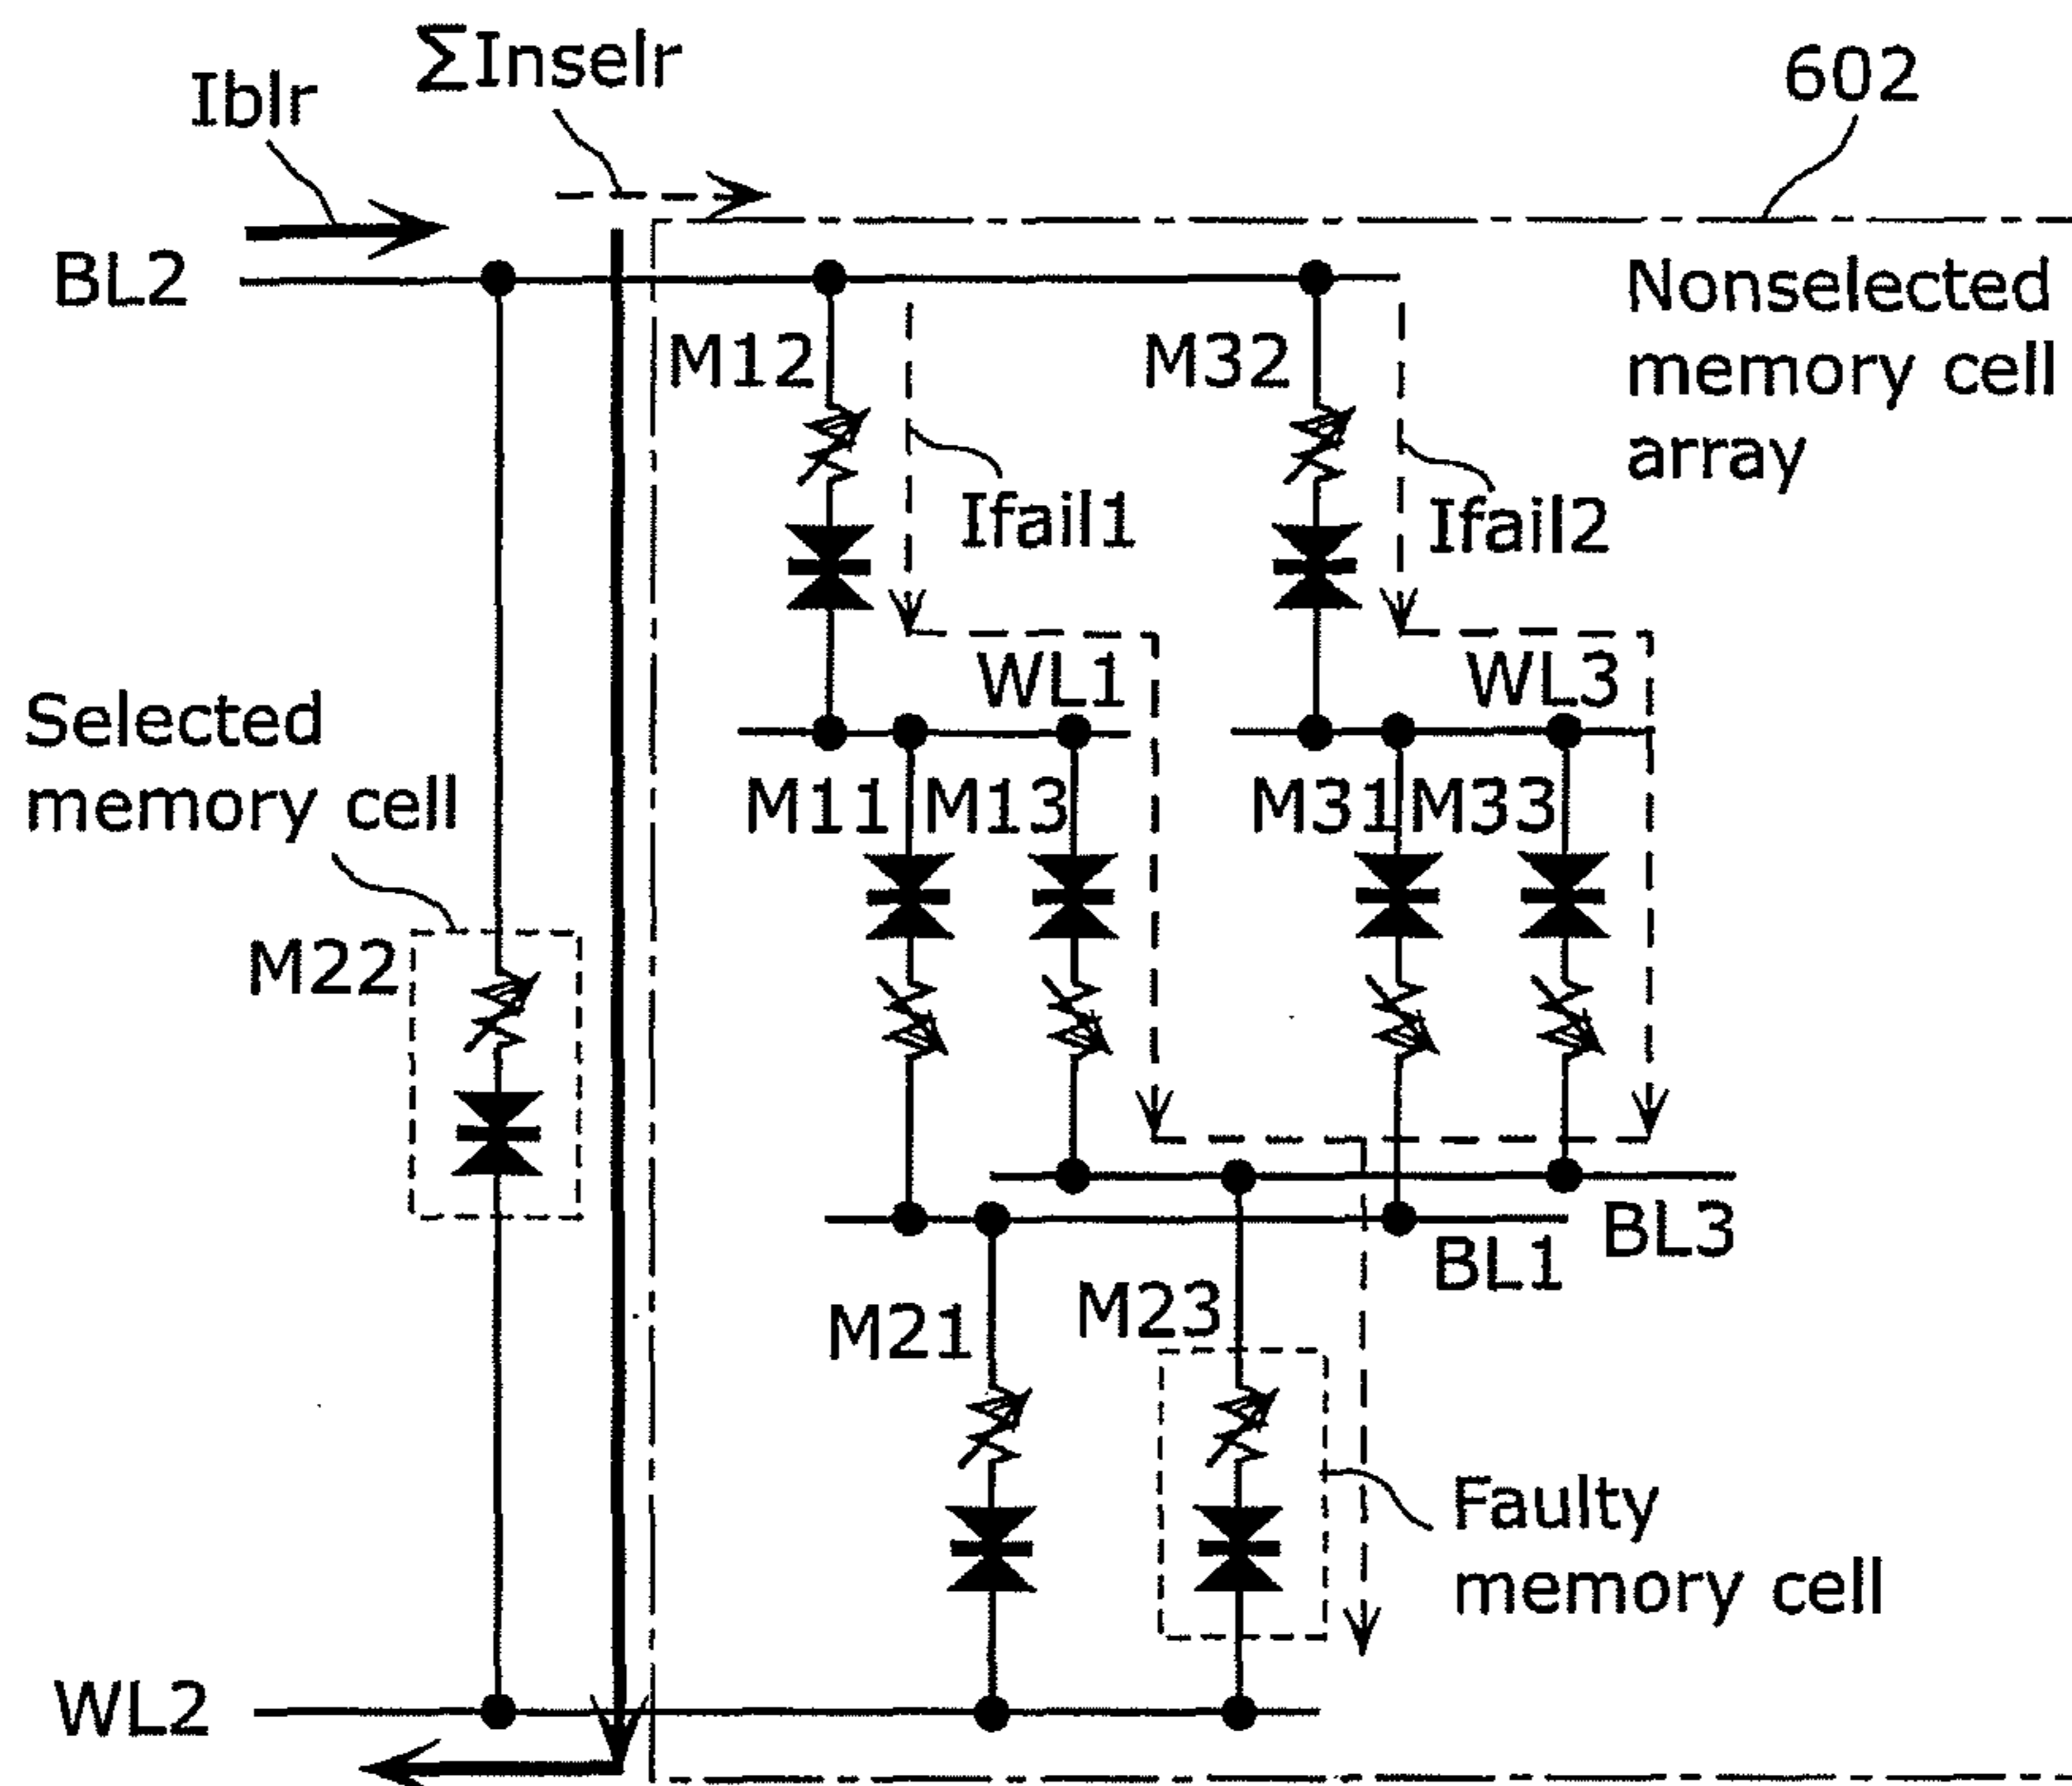 ΣInselr
602
Iblr
BL2
Nonselected
memory cell
array
M12
M32
Ifail1
Ifail2
WL1
WL3
Selected
memory cell
M11
M13
M31
M33
M22
BL3
BL1
M23
M21
Faulty
memory cell
WL2